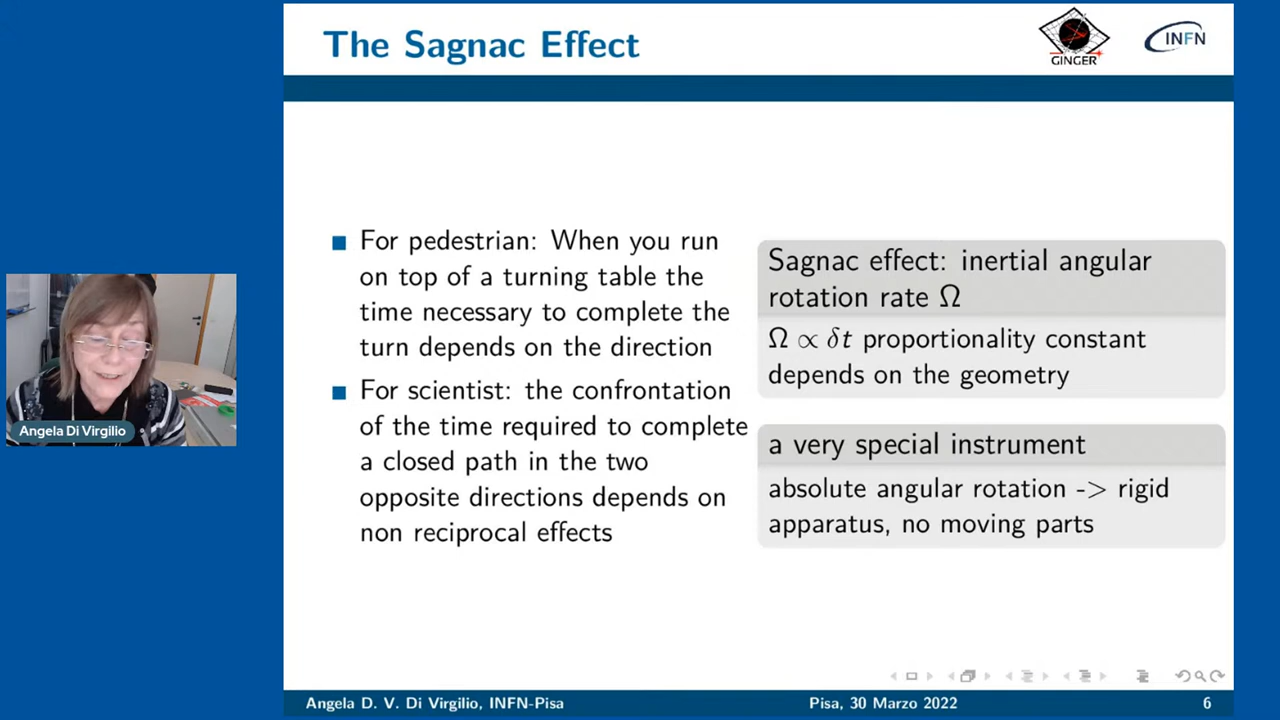 The Sagnac Effect
GINGER
INFN
For pedestrian: When you run
on top of a turning table the
time necessary to complete the
turn depends on the direction
For scientist: the confrontation
of the time required to complete
a closed path in the two
opposite directions depends on
non reciprocal effects
Sagnac effect: inertial angular
rotation rate Ω
Ω ∝ δt proportionality constant
depends on the geometry
a very special instrument
absolute angular rotation -> rigid
apparatus, no moving parts
Angela Di Virgilio
Angela D. V. Di Virgilio, INFN-Pisa
Pisa, 30 Marzo 2022
6